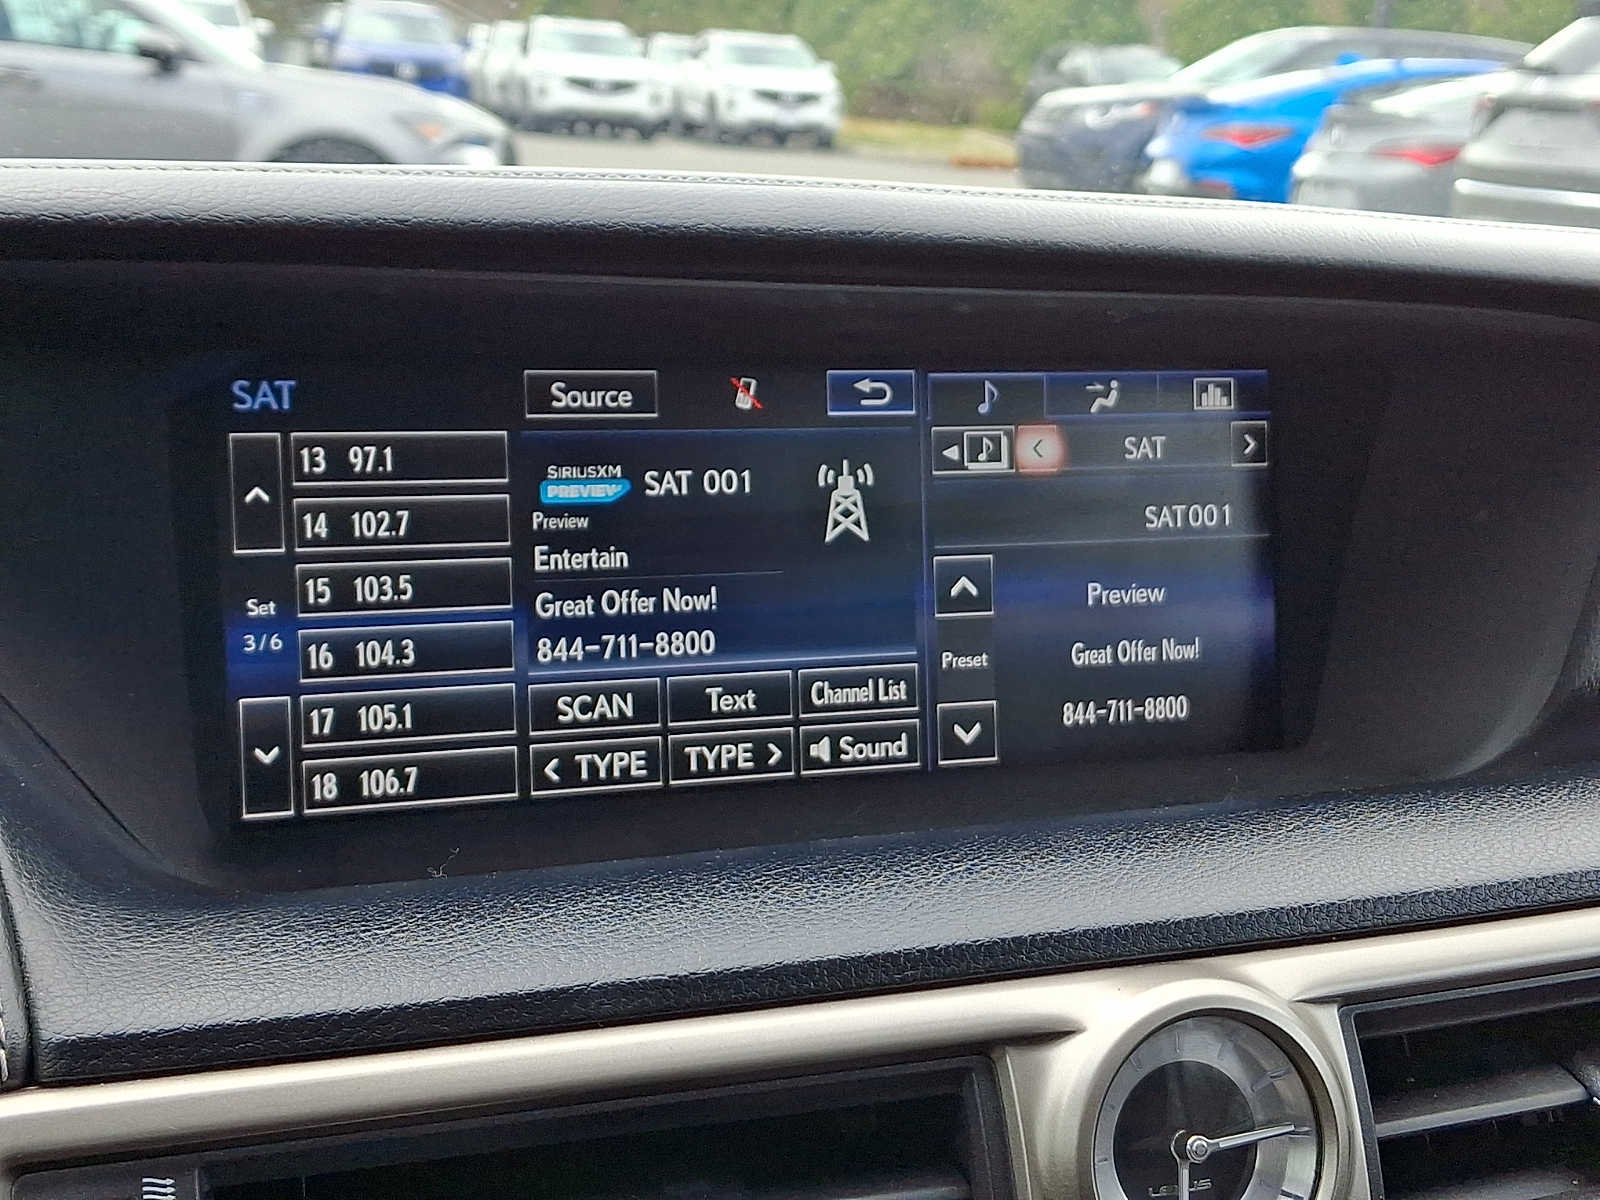 SAT
Source
13 97.1
14 102.7
15 103.5
16 104.3
17 105.1
18 106.7
Set
3/6
SIRIUSXM
PREVIEW
SAT 001
Preview
Entertain
Great Offer Now!
844-711-8800
SCAN
Text
Channel List
< TYPE
TYPE >
Sound
< SAT >
SAT001
Preview
Great Offer Now!
844-711-8800
Preset
LEXUS